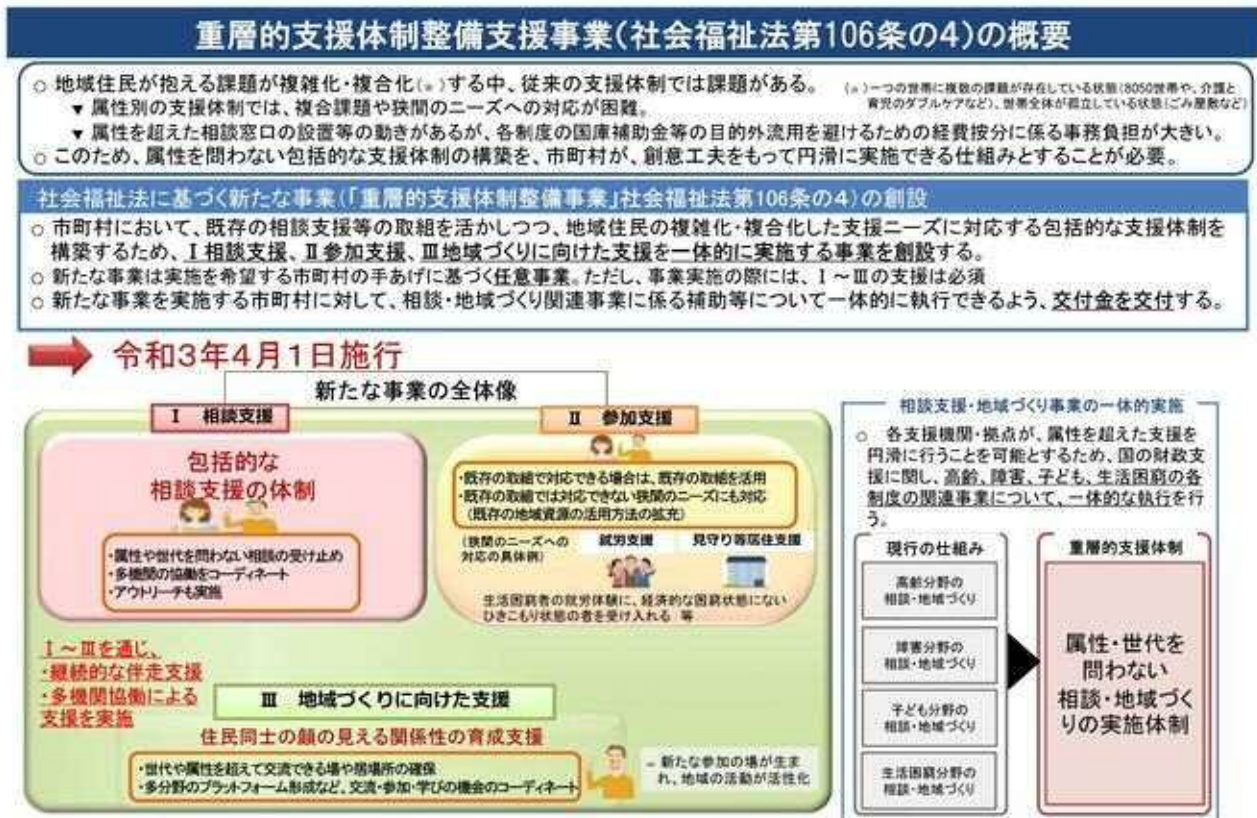 重層的支援体制整備支援事業(社会福祉法第106条の4)の概要
○ 地域住民が抱える課題が複雑化・複合化(※)する中、従来の支援体制では課題がある。
(※)一つの世帯に複数の課題が存在している状態(8050世帯や、介護と
育児のダブルケアなど)、世帯全体が孤立している状態(ごみ屋敷など)
▼ 属性別の支援体制では、複合課題や狭間のニーズへの対応が困難。
▼ 属性を超えた相談窓口の設置等の動きがあるが、各制度の国庫補助金等の目的外流用を避けるための経費按分に係る事務負担が大きい。
○ このため、属性を問わない包括的な支援体制の構築を、市町村が、創意工夫をもって円滑に実施できる仕組みとすることが必要。
社会福祉法に基づく新たな事業(「重層的支援体制整備事業」社会福祉法第106条の4)の創設
○ 市町村において、既存の相談支援等の取組を活かしつつ、地域住民の複雑化・複合化した支援ニーズに対応する包括的な支援体制を
構築するため、Ⅰ相談支援、Ⅱ参加支援、Ⅲ地域づくりに向けた支援を一体的に実施する事業を創設する。
○ 新たな事業は実施を希望する市町村の手あげに基づく任意事業。ただし、事業実施の際には、Ⅰ~Ⅲの支援は必須
○ 新たな事業を実施する市町村に対して、相談・地域づくり関連事業に係る補助等について一体的に執行できるよう、交付金を交付する。
令和3年4月1日施行
新たな事業の全体像
Ⅰ 相談支援
包括的な
相談支援の体制
・属性や世代を問わない相談の受け止め
・多機関の協働をコーディネート
・アウトリーチも実施
Ⅱ 参加支援
・既存の取組で対応できる場合は、既存の取組を活用
・既存の取組では対応できない狭間のニーズにも対応
(既存の地域資源の活用方法の拡充)
(狭間のニーズへの
対応の具体例)
就労支援
見守り等居住支援
生活困窮者の就労体験に、経済的な困窮状態にない
ひきこもり状態の者を受け入れる 等
Ⅰ~Ⅲを通じ、
・継続的な伴走支援
・多機関協働による
支援を実施
Ⅲ 地域づくりに向けた支援
住民同士の顔の見える関係性の育成支援
・世代や属性を超えて交流できる場や居場所の確保
・多分野のプラットフォーム形成など、交流・参加・学びの機会のコーディネート
新たな参加の場が生ま
れ、地域の活動が活性化
相談支援・地域づくり事業の一体的実施
○ 各支援機関・拠点が、属性を超えた支援を
円滑に行うことを可能とするため、国の財政支
援に関し、高齢、障害、子ども、生活困窮の各
制度の関連事業について、一体的な執行を行
う。
現行の仕組み
高齢分野の
相談・地域づくり
障害分野の
相談・地域づくり
子ども分野の
相談・地域づくり
生活困窮分野の
相談・地域づくり
重層的支援体制
属性・世代を
問わない
相談・地域づく
りの実施体制